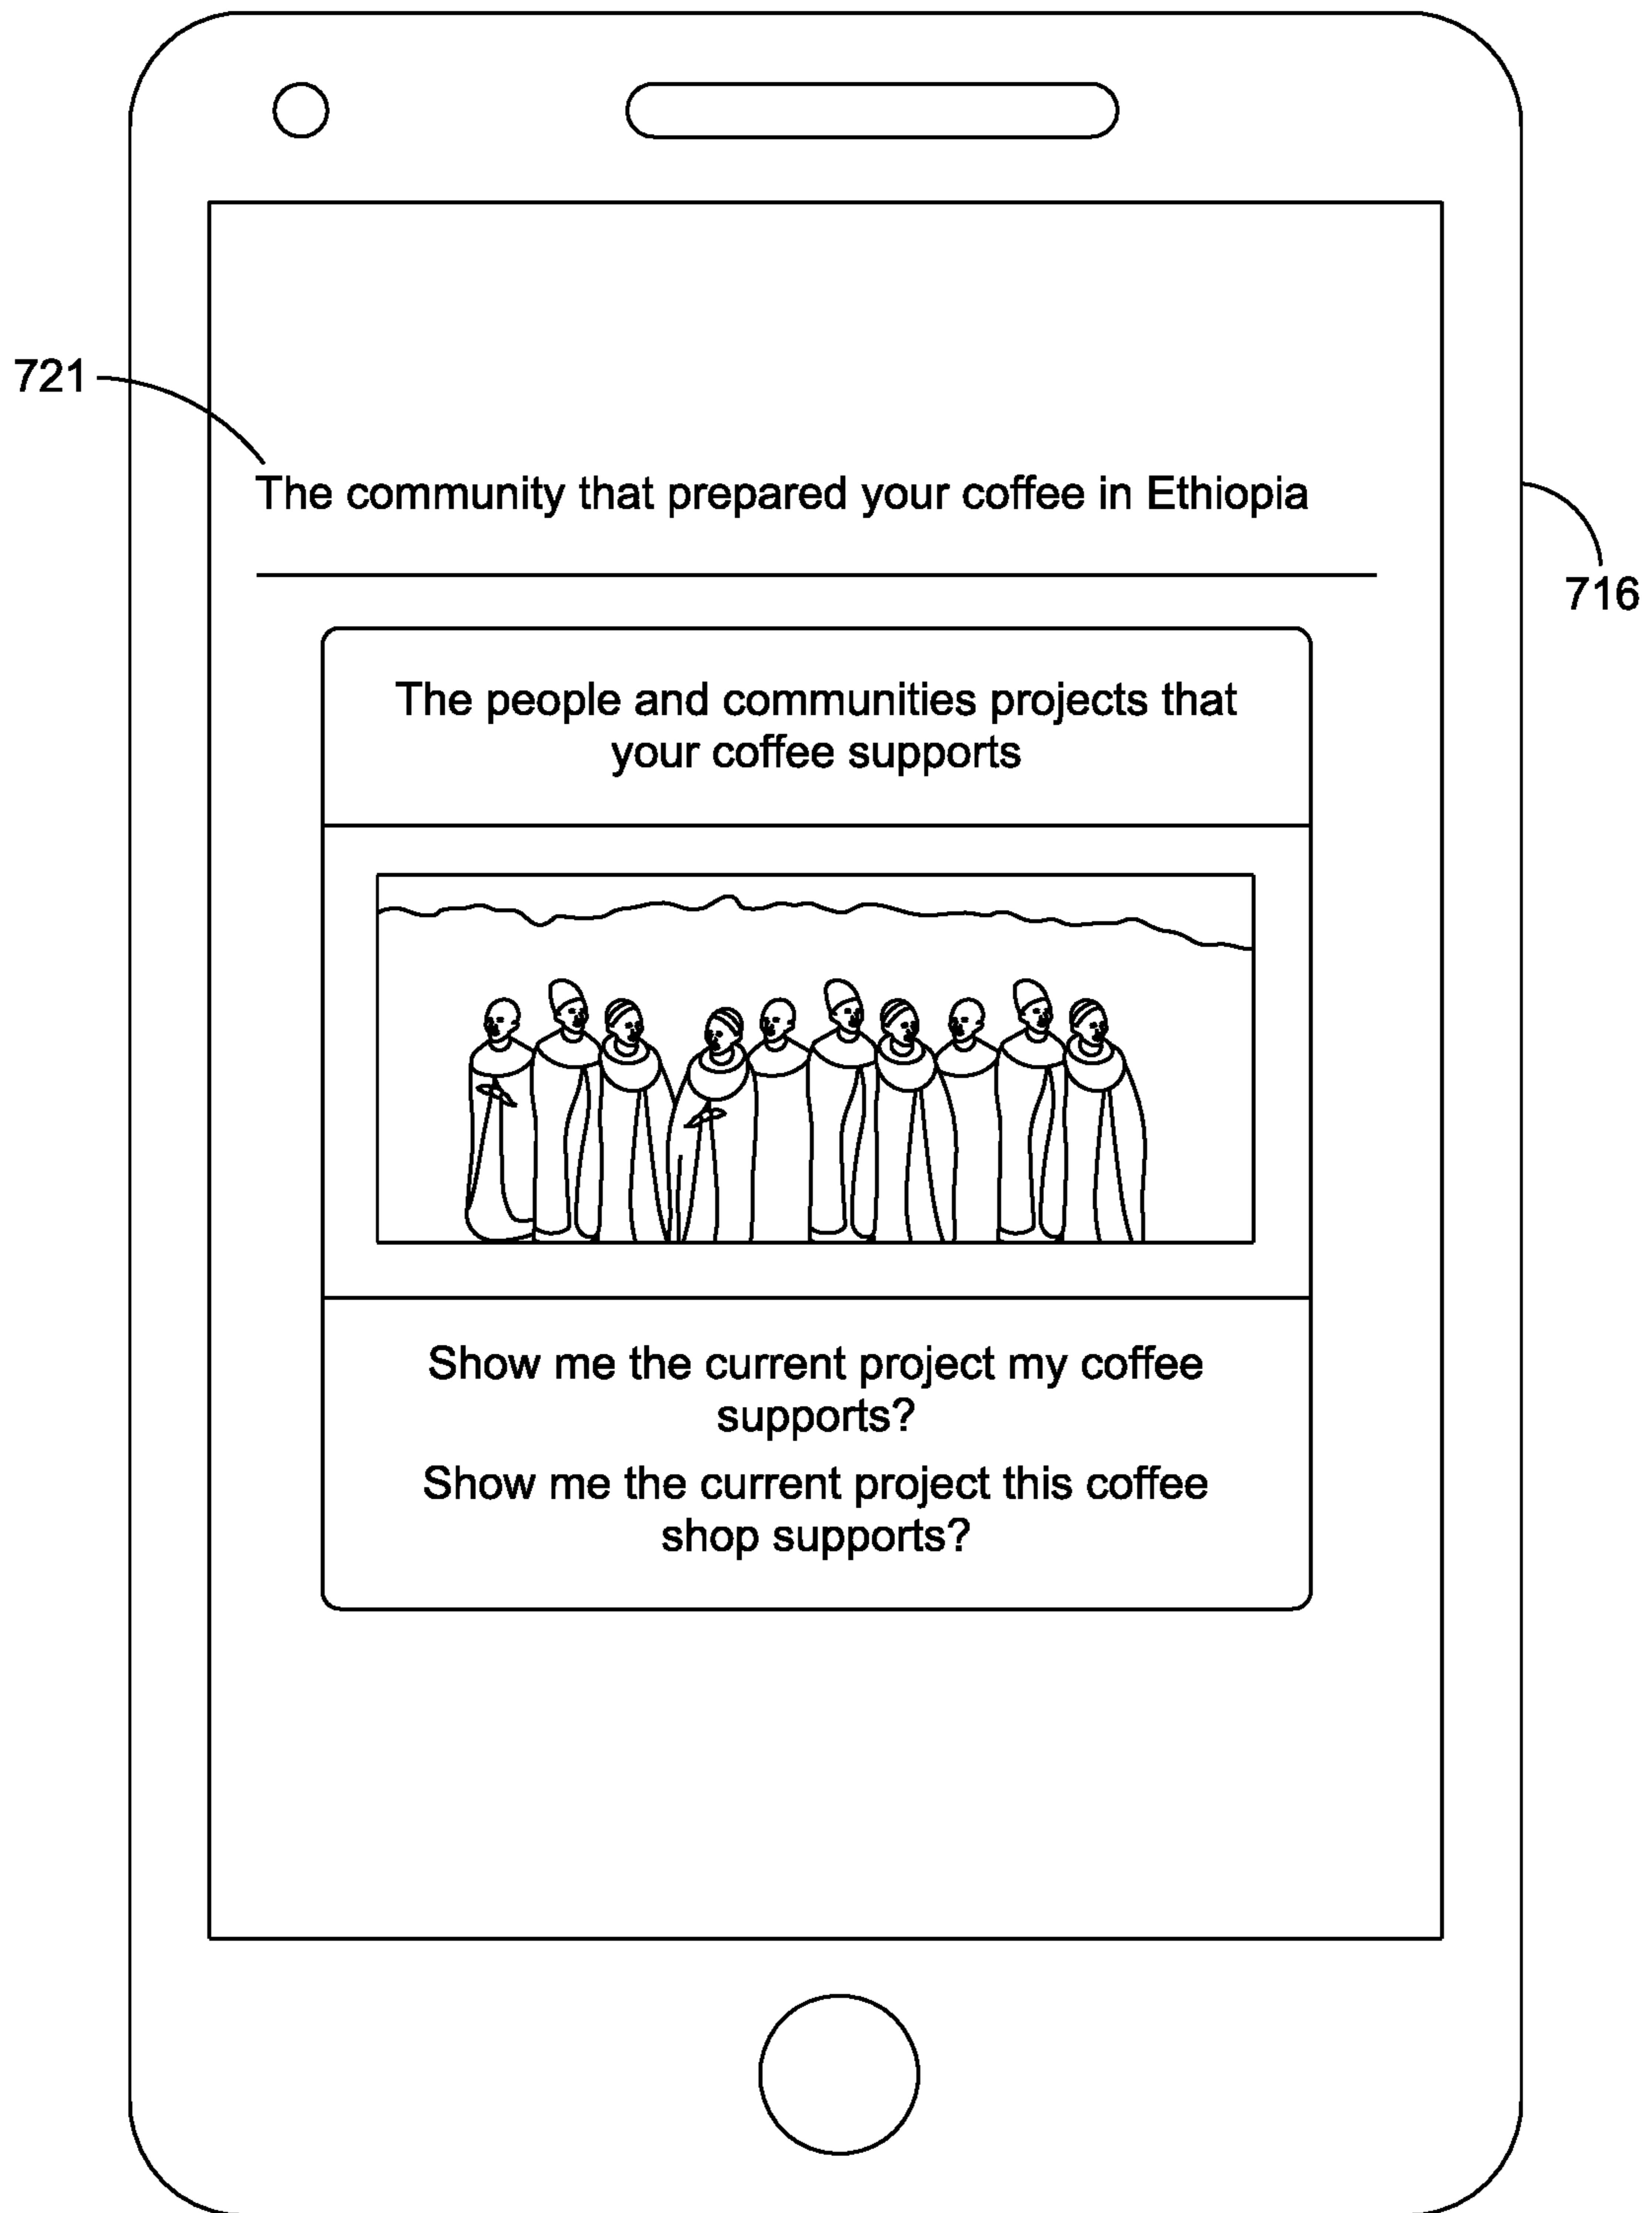 721
The community that prepared your coffee in Ethiopia
716
The people and communities projects that
your coffee supports
Show me the current project my coffee
supports?
Show me the current project this coffee
shop supports?